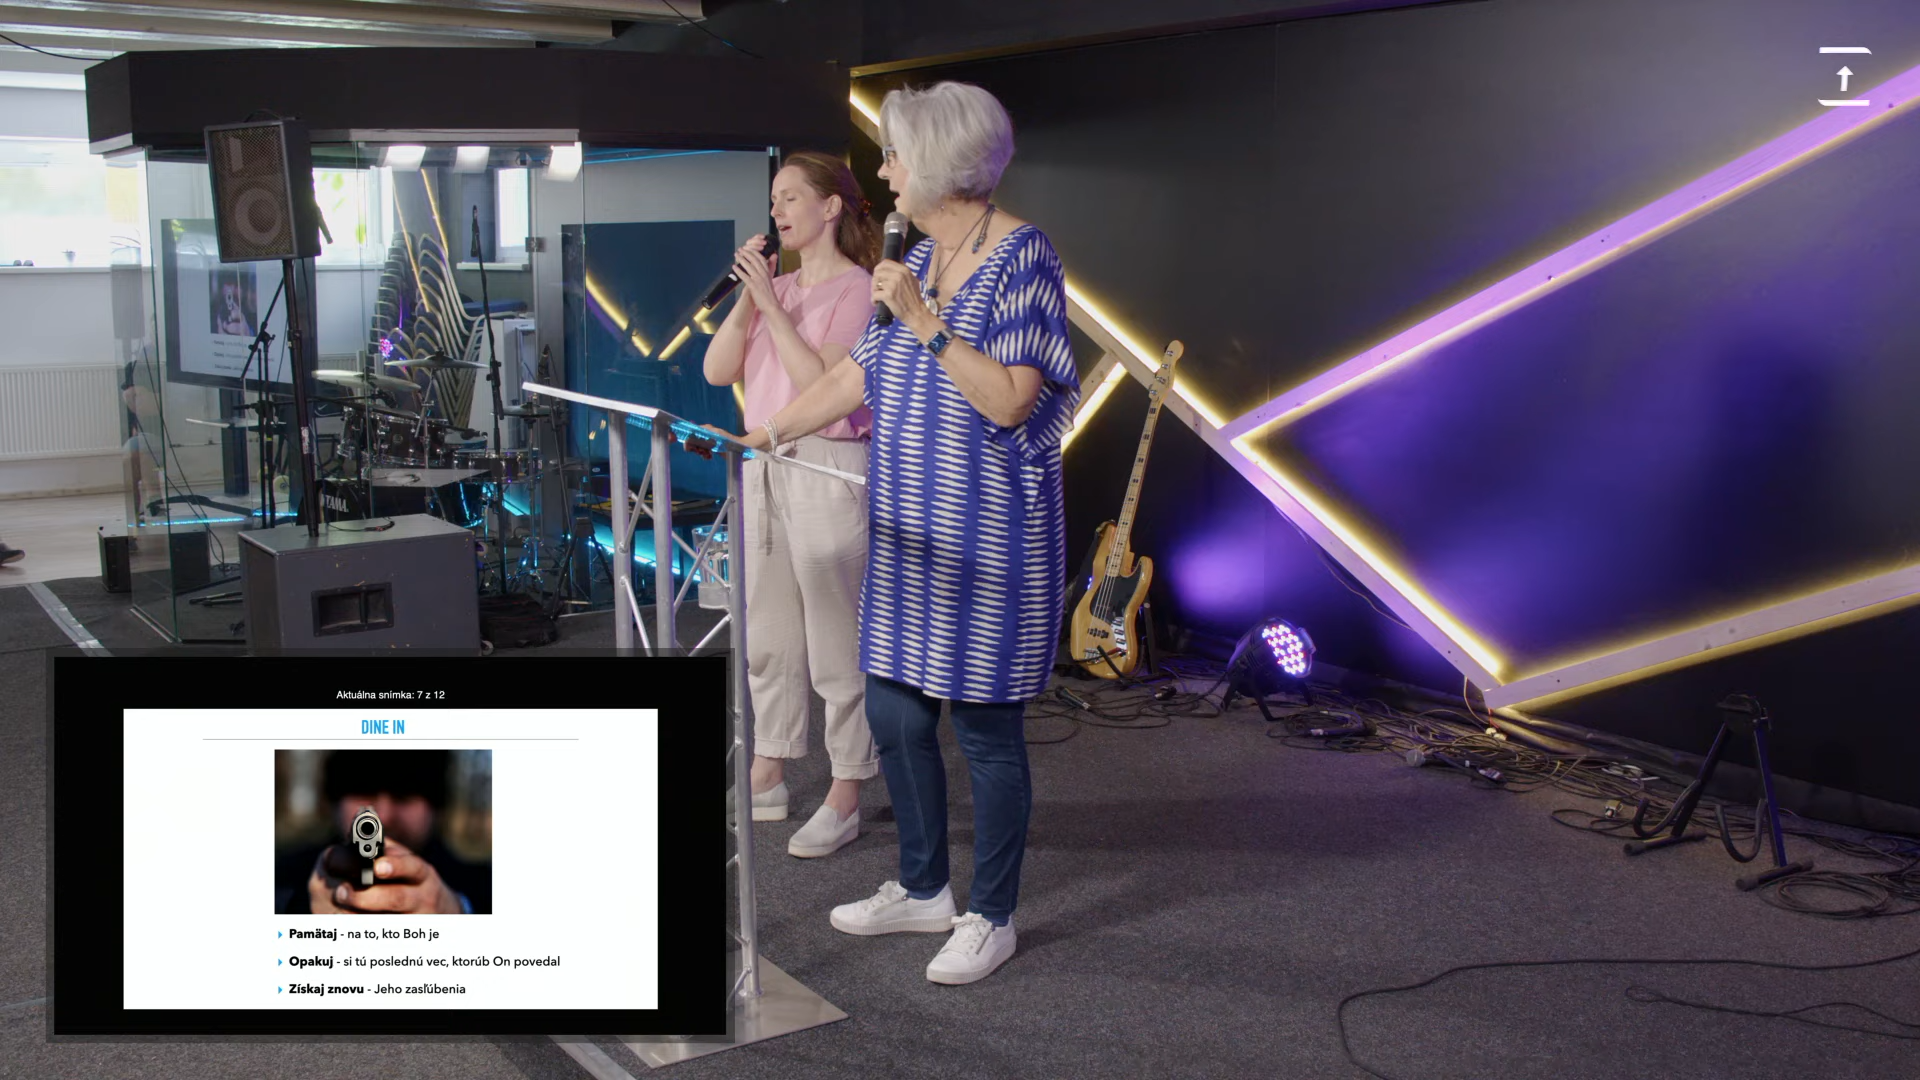 TAMA
Aktuálna snímka: 7 z 12
DINE IN
Pamätaj - na to, kto Boh je
Opakuj - si tú poslednú vec, ktorúb On povedal
Získaj znovu - Jeho zasľúbenia